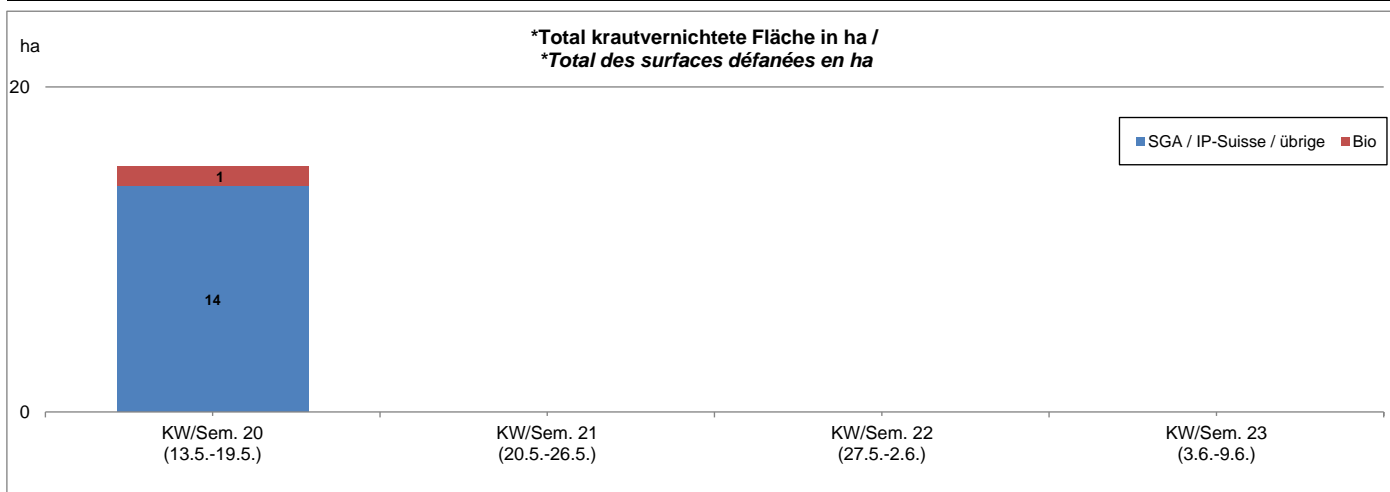 *Total krautvernichtete Fläche in ha /
*Total des surfaces défanées en ha
ha
20
SGA / IP-Suisse / übrige Bio
1
14
0
KW/Sem. 20
(13.5.-19.5.)
KW/Sem. 21
(20.5.-26.5.)
KW/Sem. 22
(27.5.-2.6.)
KW/Sem. 23
(3.6.-9.6.)